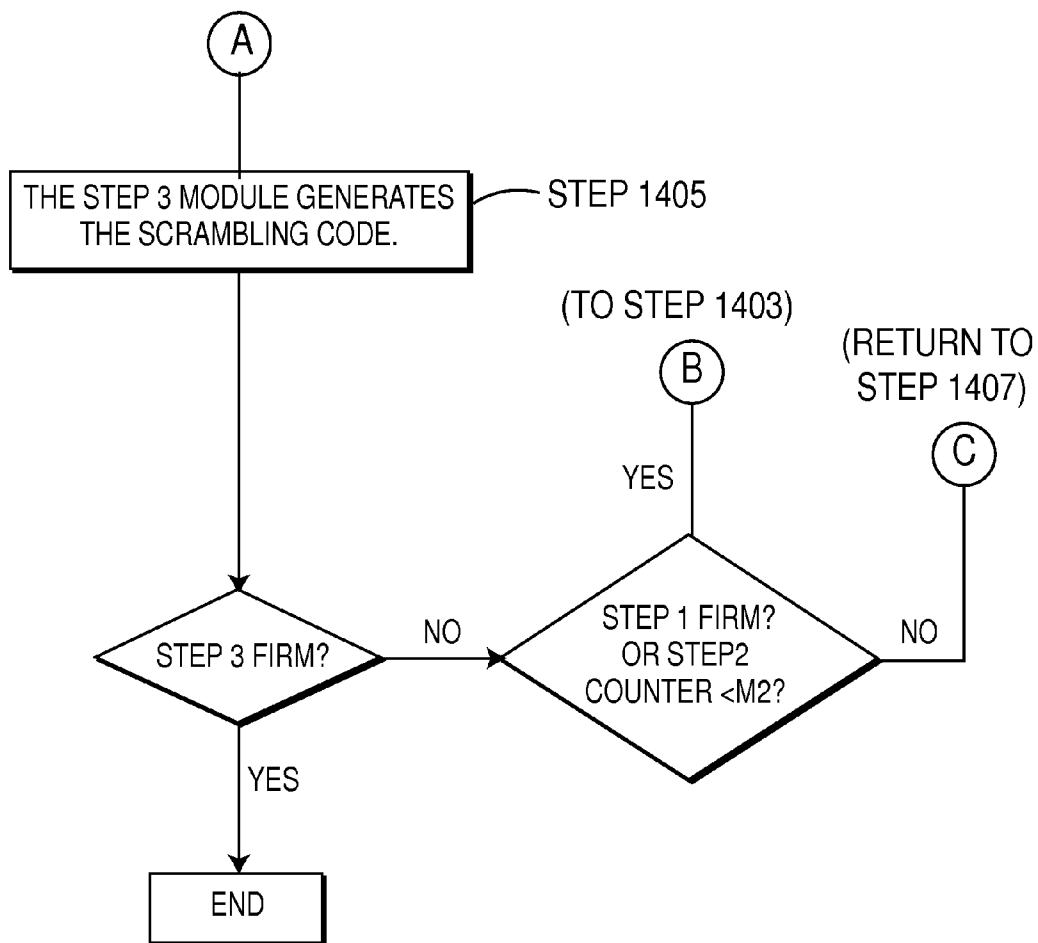 A
THE STEP 3 MODULE GENERATES
THE SCRAMBLING CODE.
STEP 1405
(TO STEP 1403)
B
(RETURN TO
STEP 1407)
C
YES
STEP 3 FIRM?
NO
STEP 1 FIRM?
OR STEP2
COUNTER <M2?
NO
YES
END